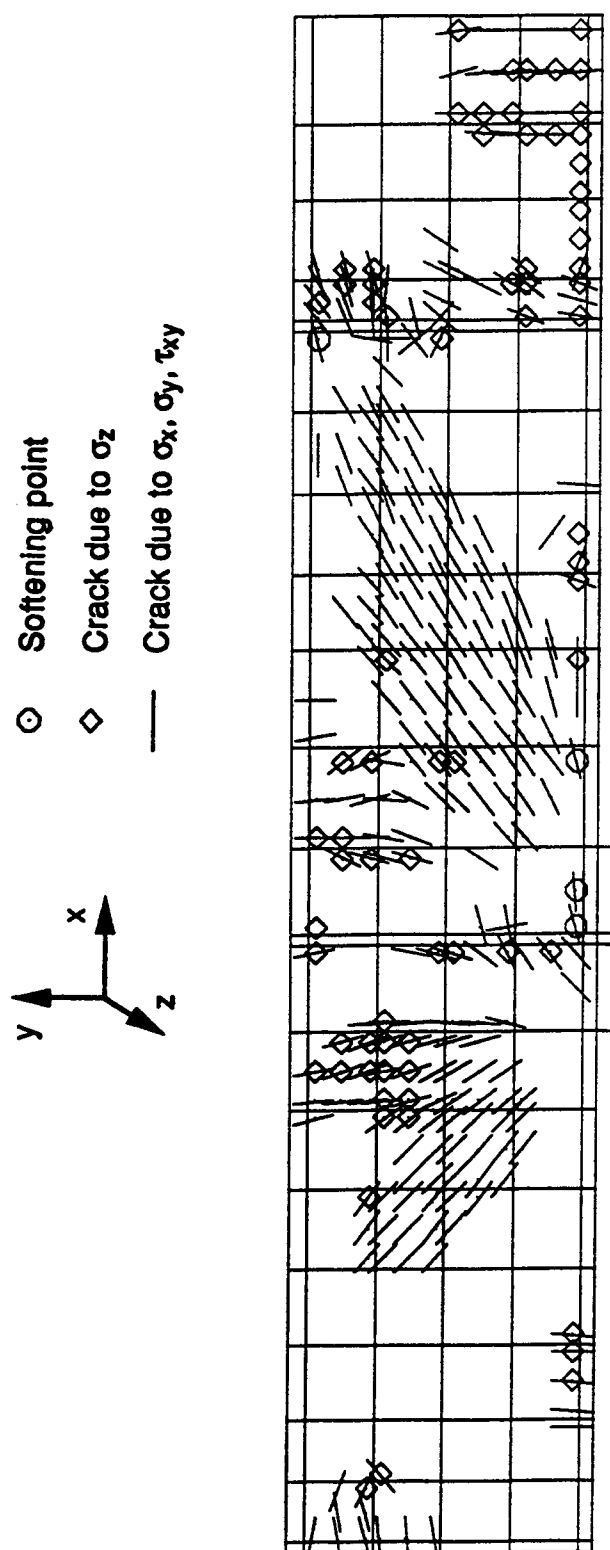 Softening point
Crack due to σz
Crack due to σx, σy, τxy
y
x
z